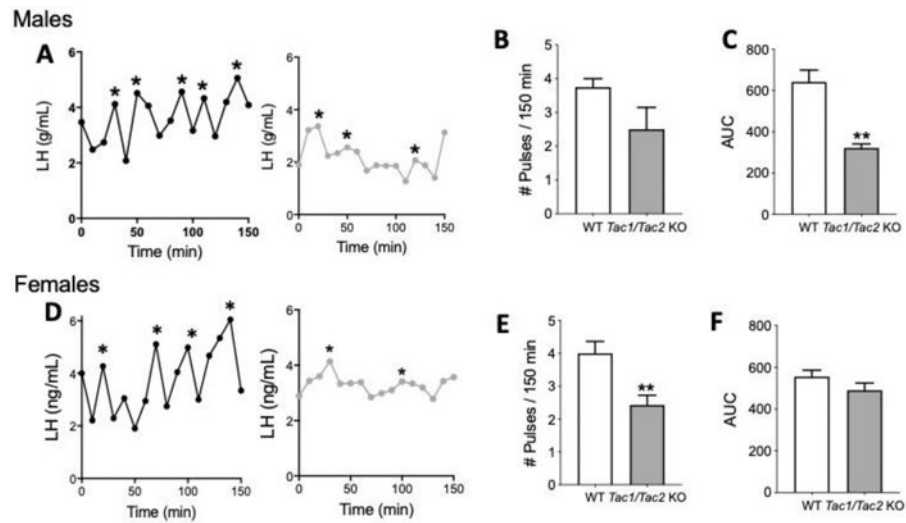 Males
A
LH (g/mL)
6
4
2
0
0 50 100 150
Time (min)
* * * * *
LH (g/mL)
6
4
2
0
0 50 100 150
Time (min)
* * *
B
# Pulses / 150 min
5
4
3
2
1
0
WT Tac1/Tac2 KO
C
AUC
800
600
400
200
0
**
WT Tac1/Tac2 KO
Females
D
LH (ng/mL)
6
4
2
0
0 50 100 150
Time (min)
* * * *
LH (ng/mL)
6
4
2
0
0 50 100 150
Time (min)
* *
E
# Pulses / 150 min
5
4
3
2
1
0
**
WT Tac1/Tac2 KO
F
AUC
800
600
400
200
0
WT Tac1/Tac2 KO